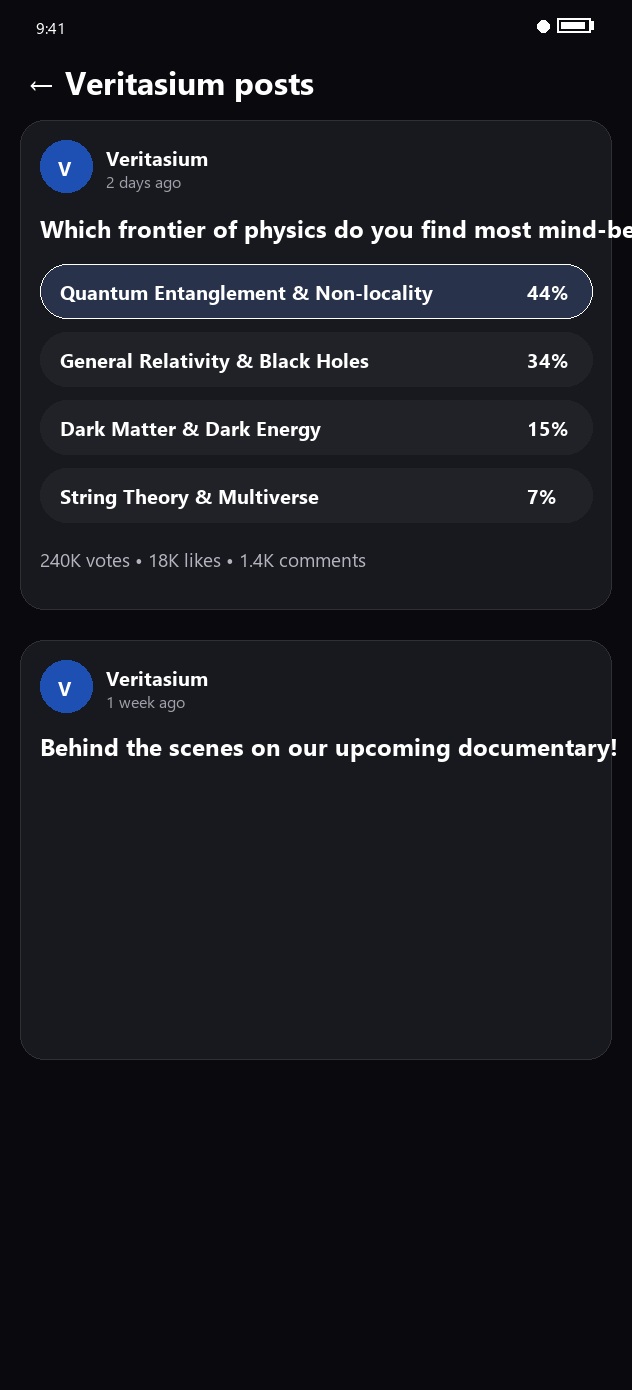 9:41
← Veritasium posts
V
Veritasium
2 days ago
Which frontier of physics do you find most
Quantum Entanglement & Non-locality 44%
General Relativity & Black Holes 34%
Dark Matter & Dark Energy 15%
String Theory & Multiverse 7%
240K votes • 18K likes • 1.4K comments
V
Veritasium
1 week ago
Behind the scenes on our upcoming documentary!